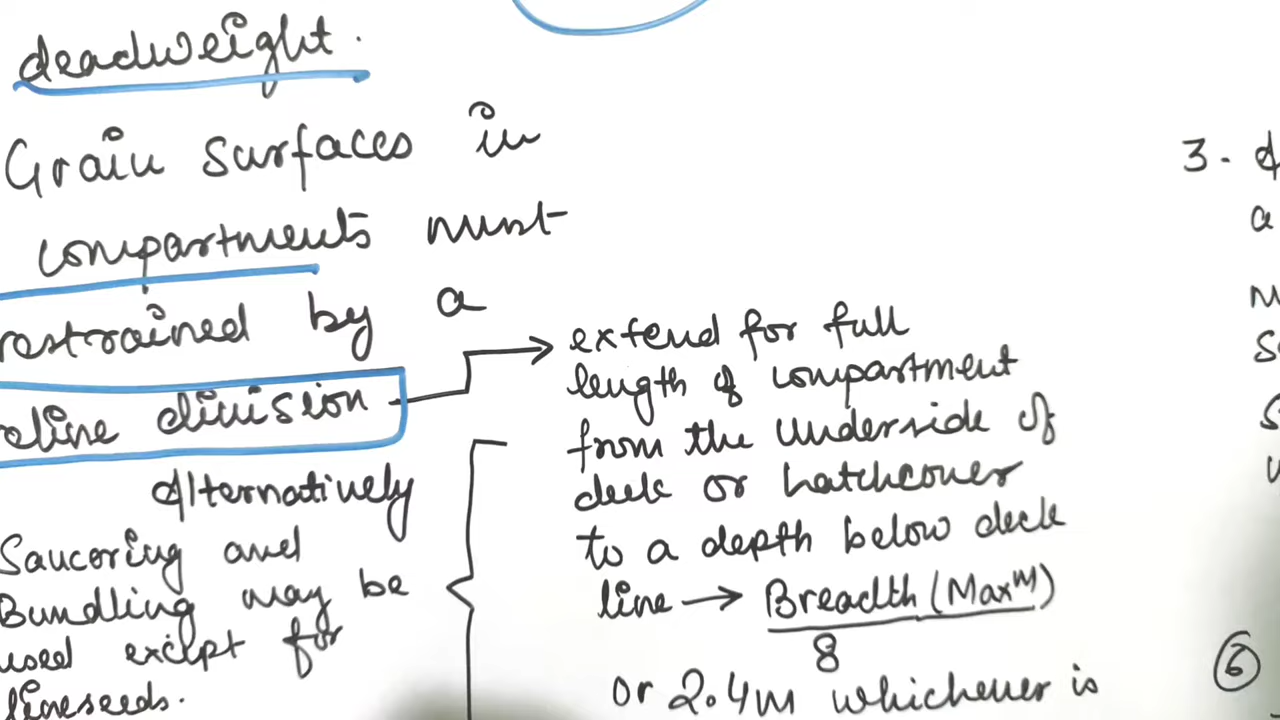 deadweight.
Grain surfaces in
compartments must
restrained by a
division
Alternatively
Saucering and
Bundling may be
used except for
lineseeds.
extend for full
length of compartment
from the underside of
deck or hatchcover
to a depth below deck
line → Breadth (Maxᵐ)
8
or 2.4m whichever is
3.
a
6